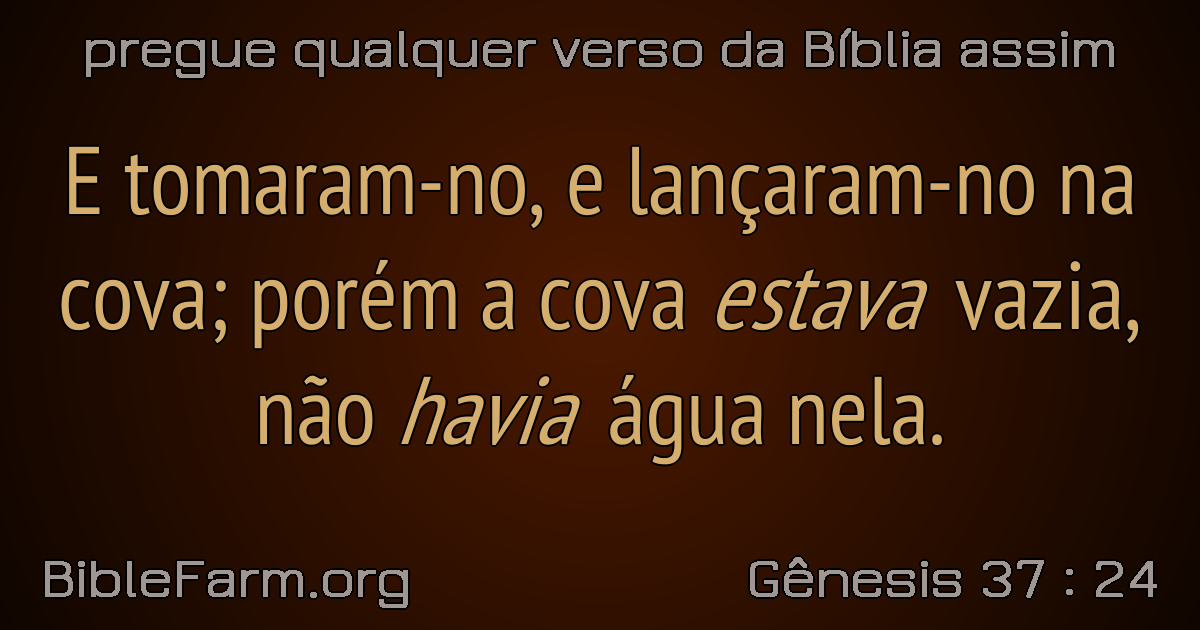 pregue qualquer verso da Bíblia assim
E tomaram-no, e lançaram-no na
cova; porém a cova estava vazia,
não havia água nela.
BibleFarm.org
Gênesis 37 : 24